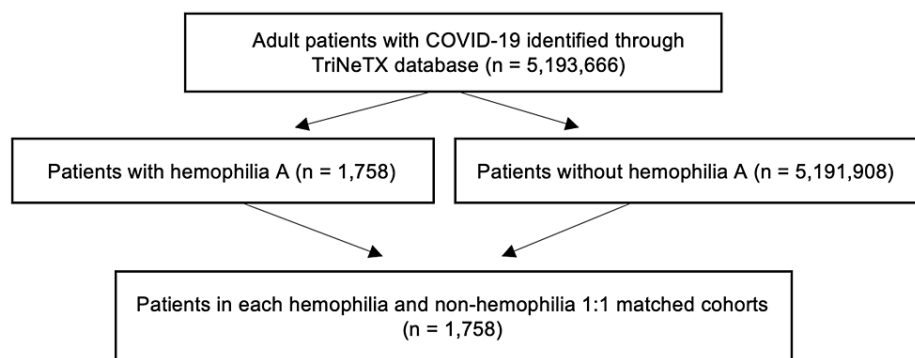 Adult patients with COVID-19 identified through
TriNeTX database (n = 5,193,666)
Patients with hemophilia A (n = 1,758)
Patients without hemophilia A (n = 5,191,908)
Patients in each hemophilia and non-hemophilia 1:1 matched cohorts
(n = 1,758)